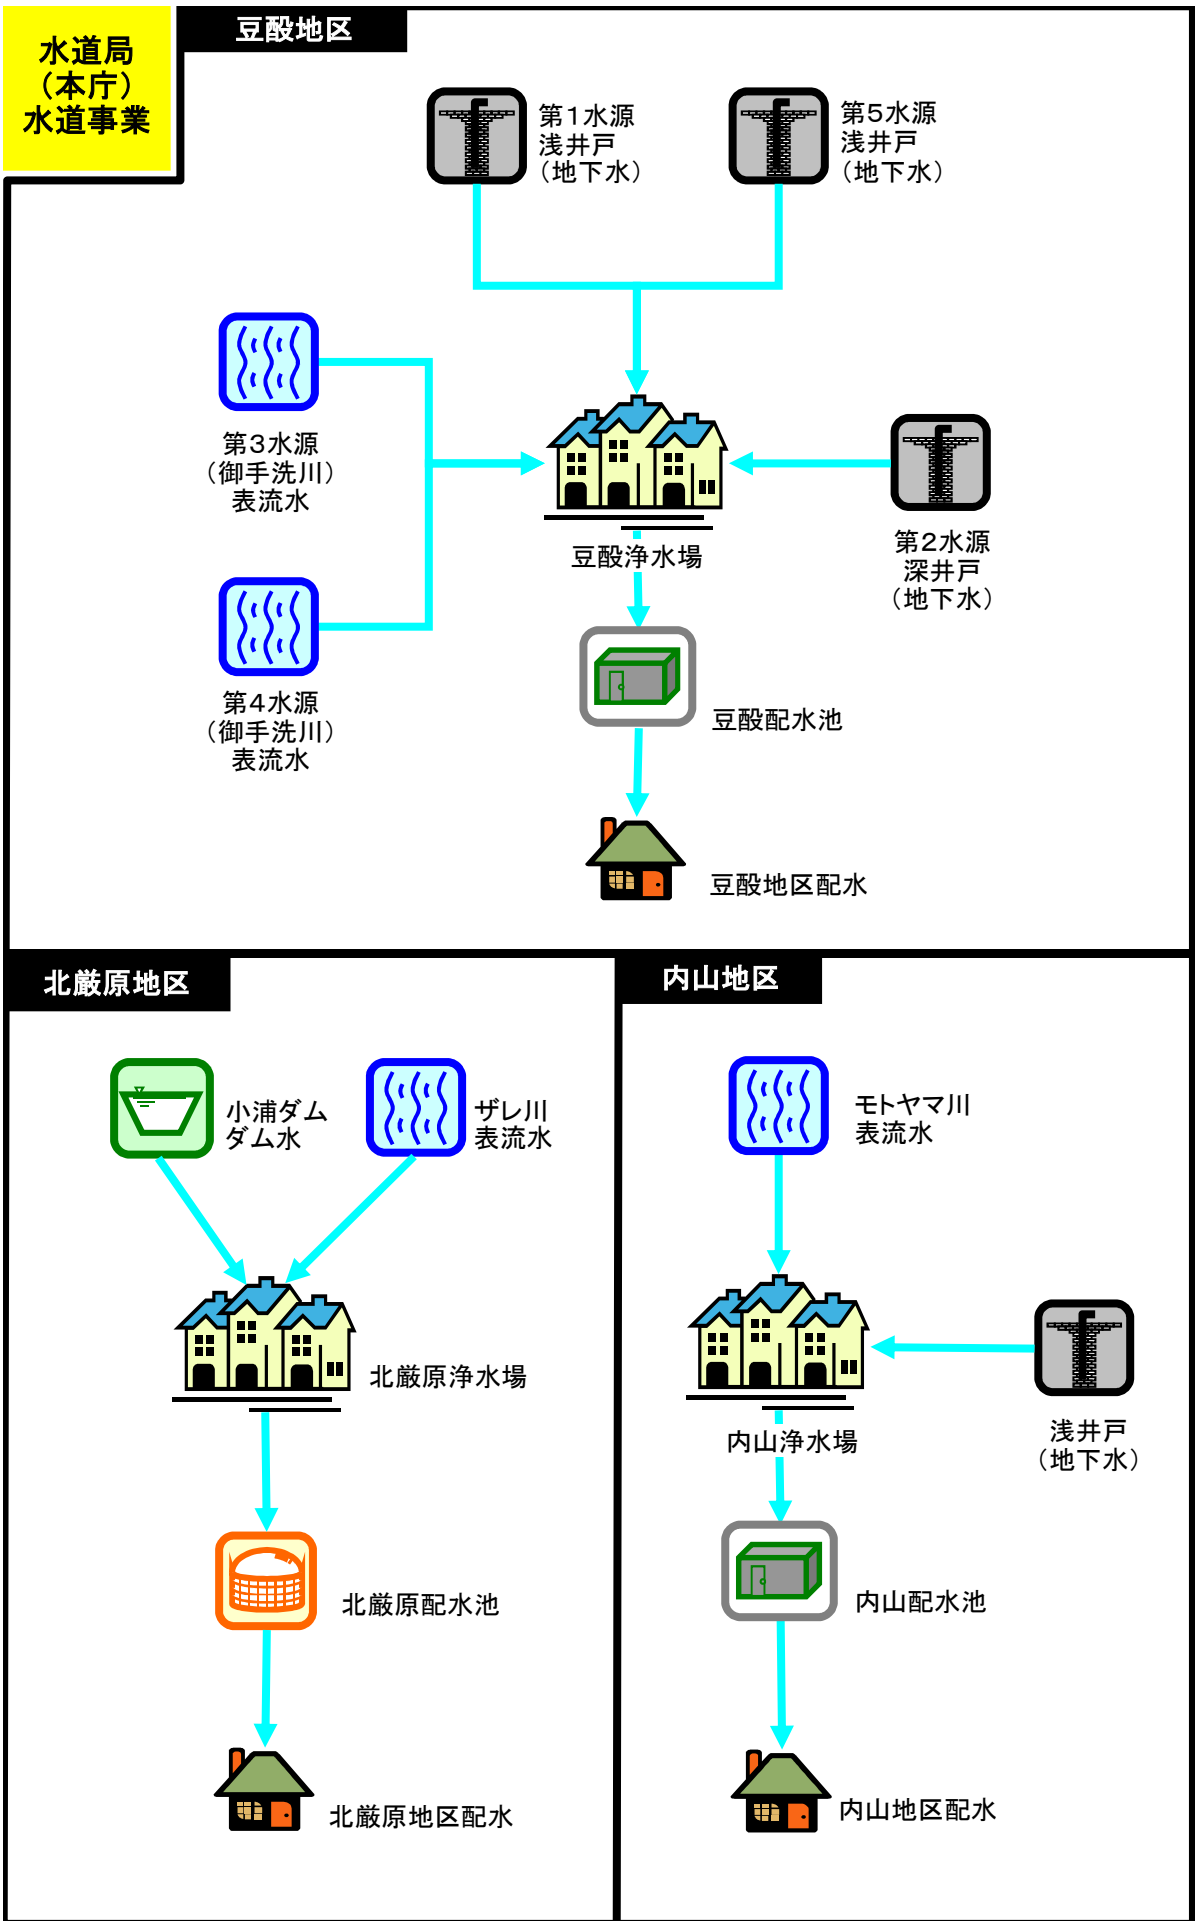 水道局
（本庁）
水道事業
豆酘地区
第１水源
浅井戸
（地下水）
第５水源
浅井戸
（地下水）
第３水源
（御手洗川）
表流水
第２水源
深井戸
（地下水）
豆酘浄水場
第４水源
（御手洗川）
表流水
豆酘配水池
豆酘地区配水
北厳原地区
小浦ダム
ダム水
ザレ川
表流水
北厳原浄水場
北厳原配水池
北厳原地区配水
内山地区
モトヤマ川
表流水
内山浄水場
浅井戸
（地下水）
内山配水池
内山地区配水